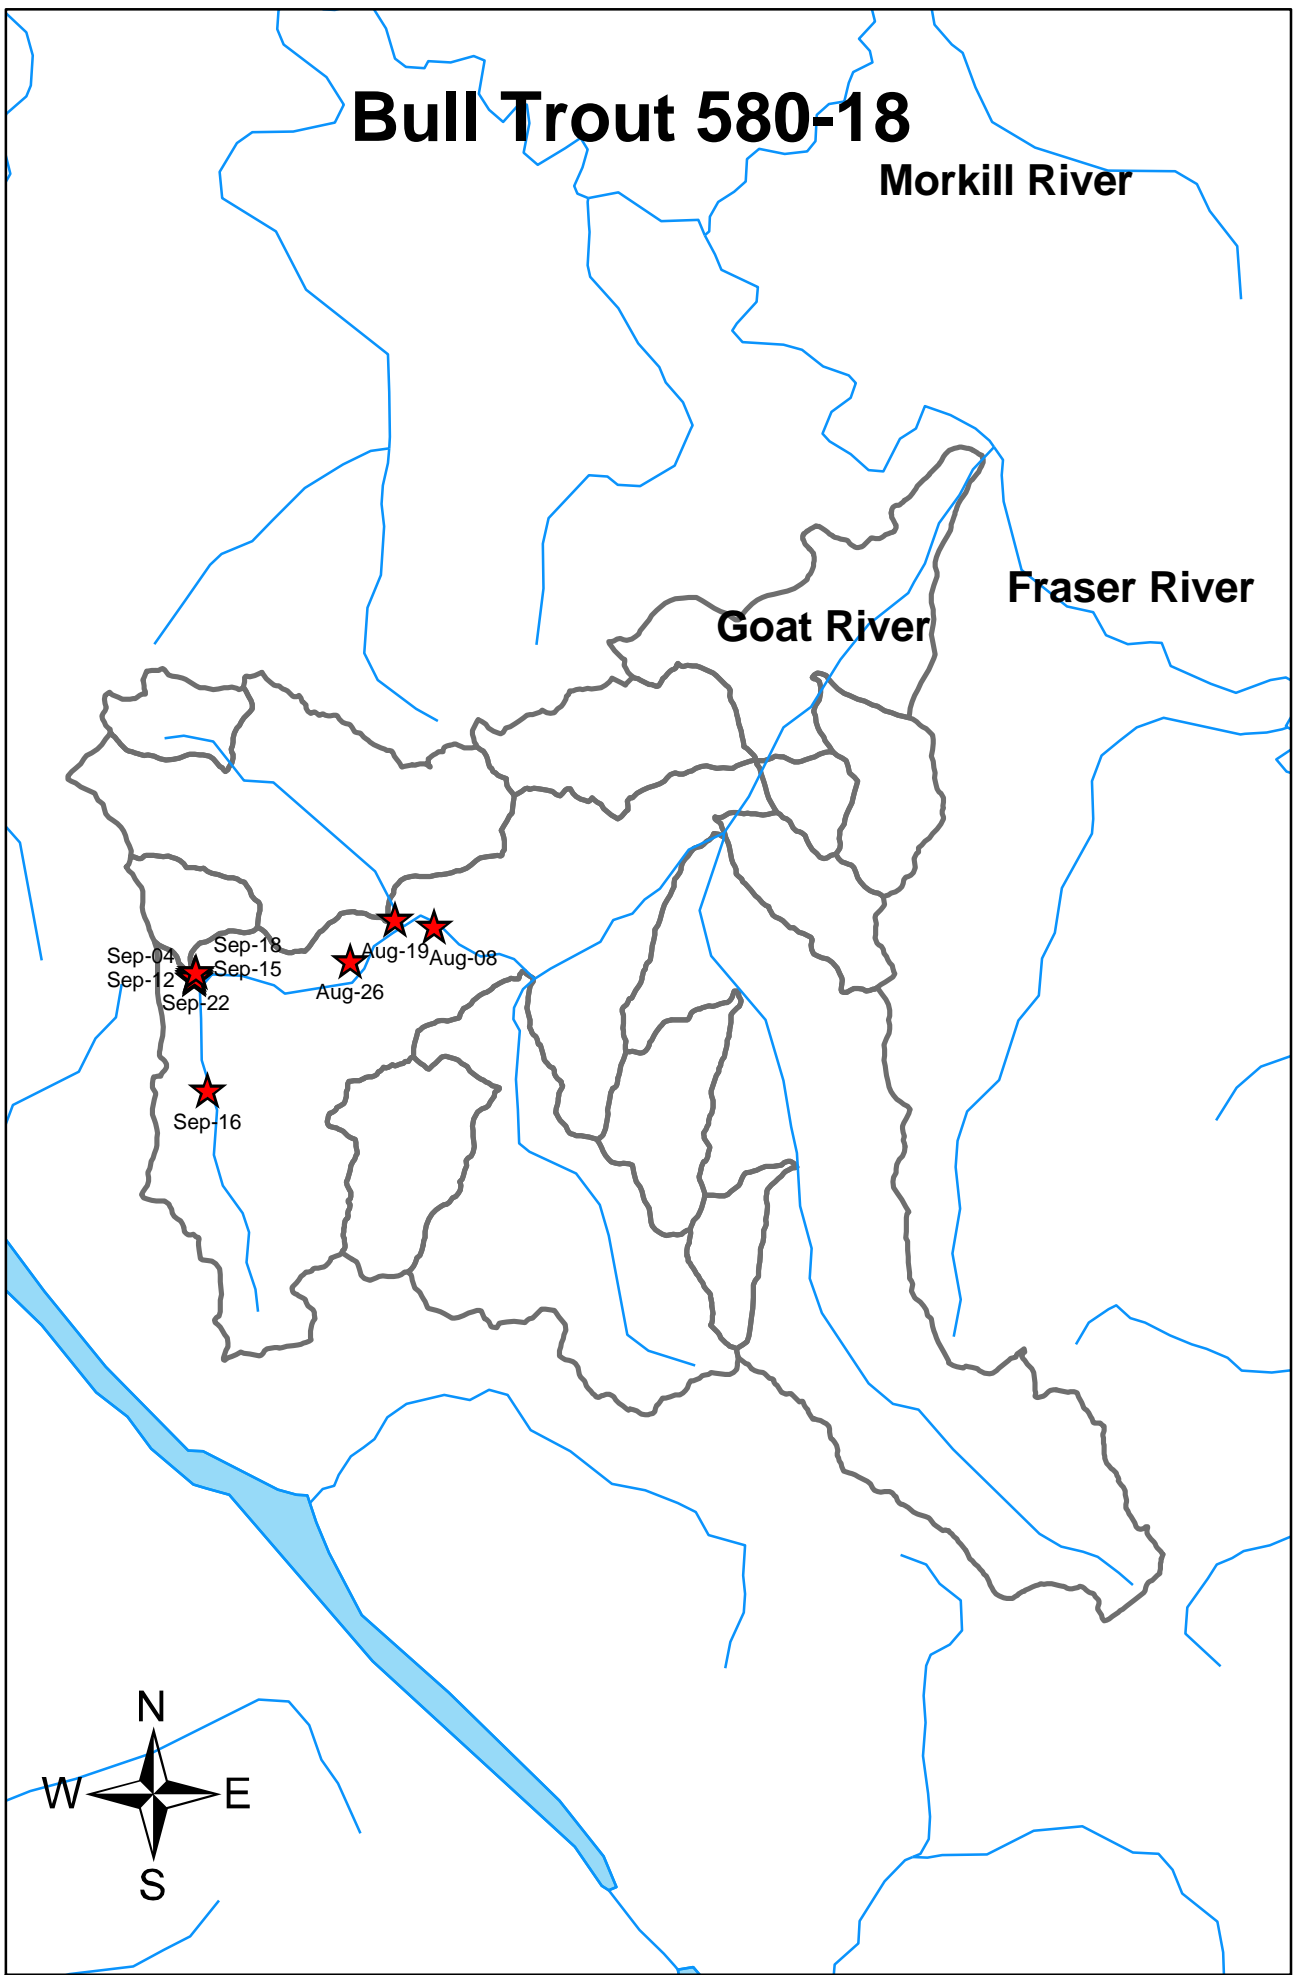 Bull Trout 580-18
Morkill River
Fraser River
Goat River
Sep-18
Sep-04
Sep-15
Sep-12
Sep-22
Aug-19
Aug-08
Aug-26
Sep-16
N
W
E
S